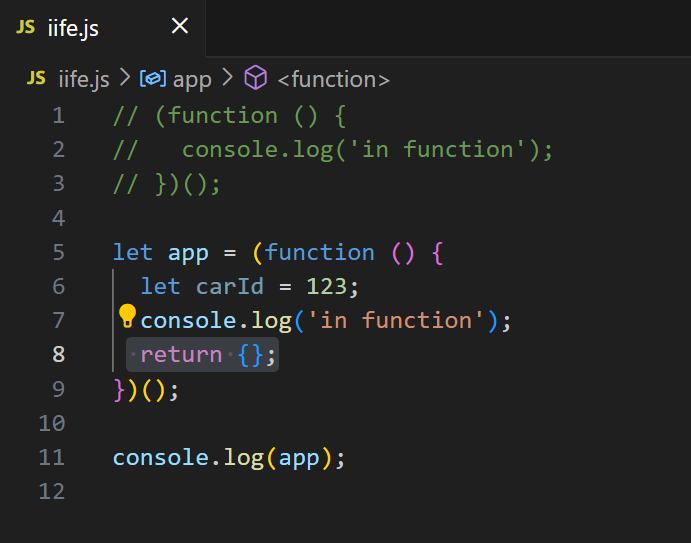 JS iife.js ×
JS iife.js > app > <function>
1 // (function () {
2 //   console.log('in function');
3 // })();
4
5 let app = (function () {
6   let carId = 123;
7   console.log('in function');
8   return {};
9 })();
10
11 console.log(app);
12